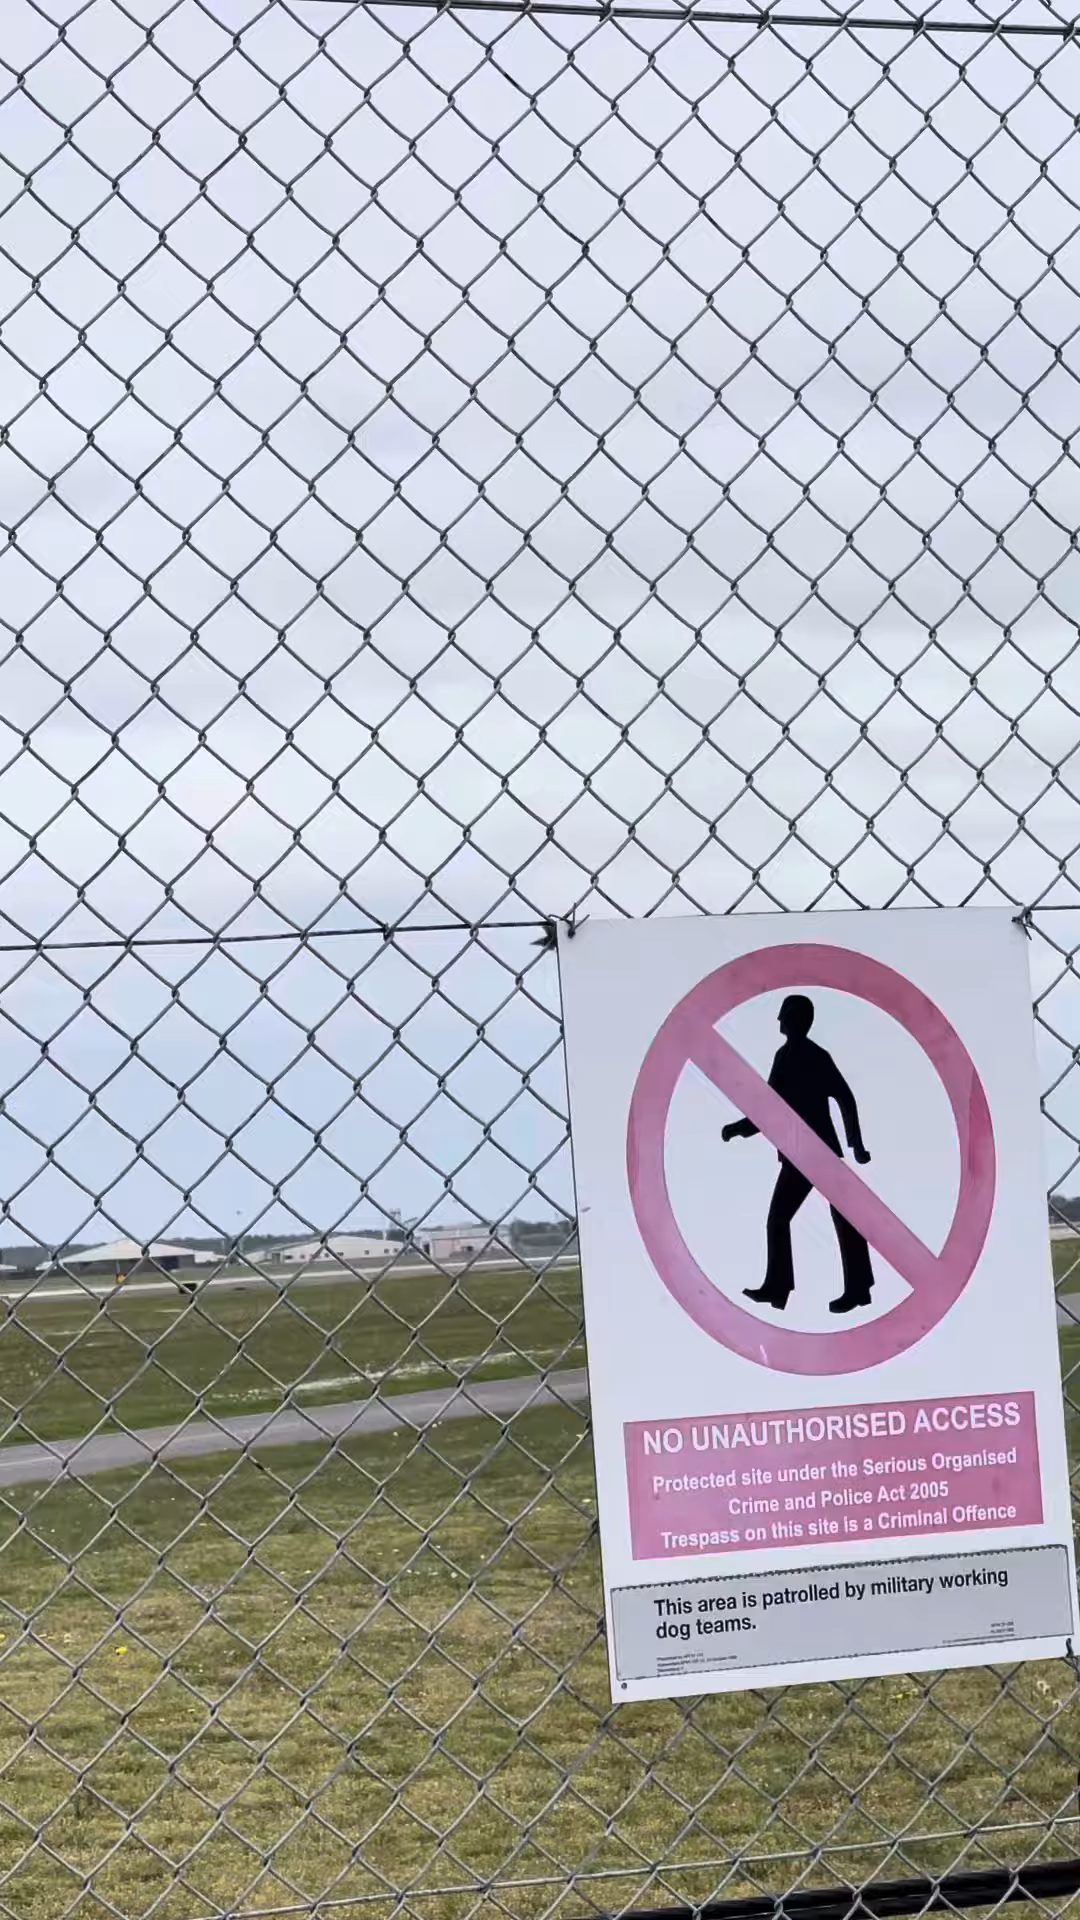 NO UNAUTHORISED ACCESS
Protected site under the Serious Organised
Crime and Police Act 2005
Trespass on this site is a Criminal Offence
This area is patrolled by military working
dog teams.